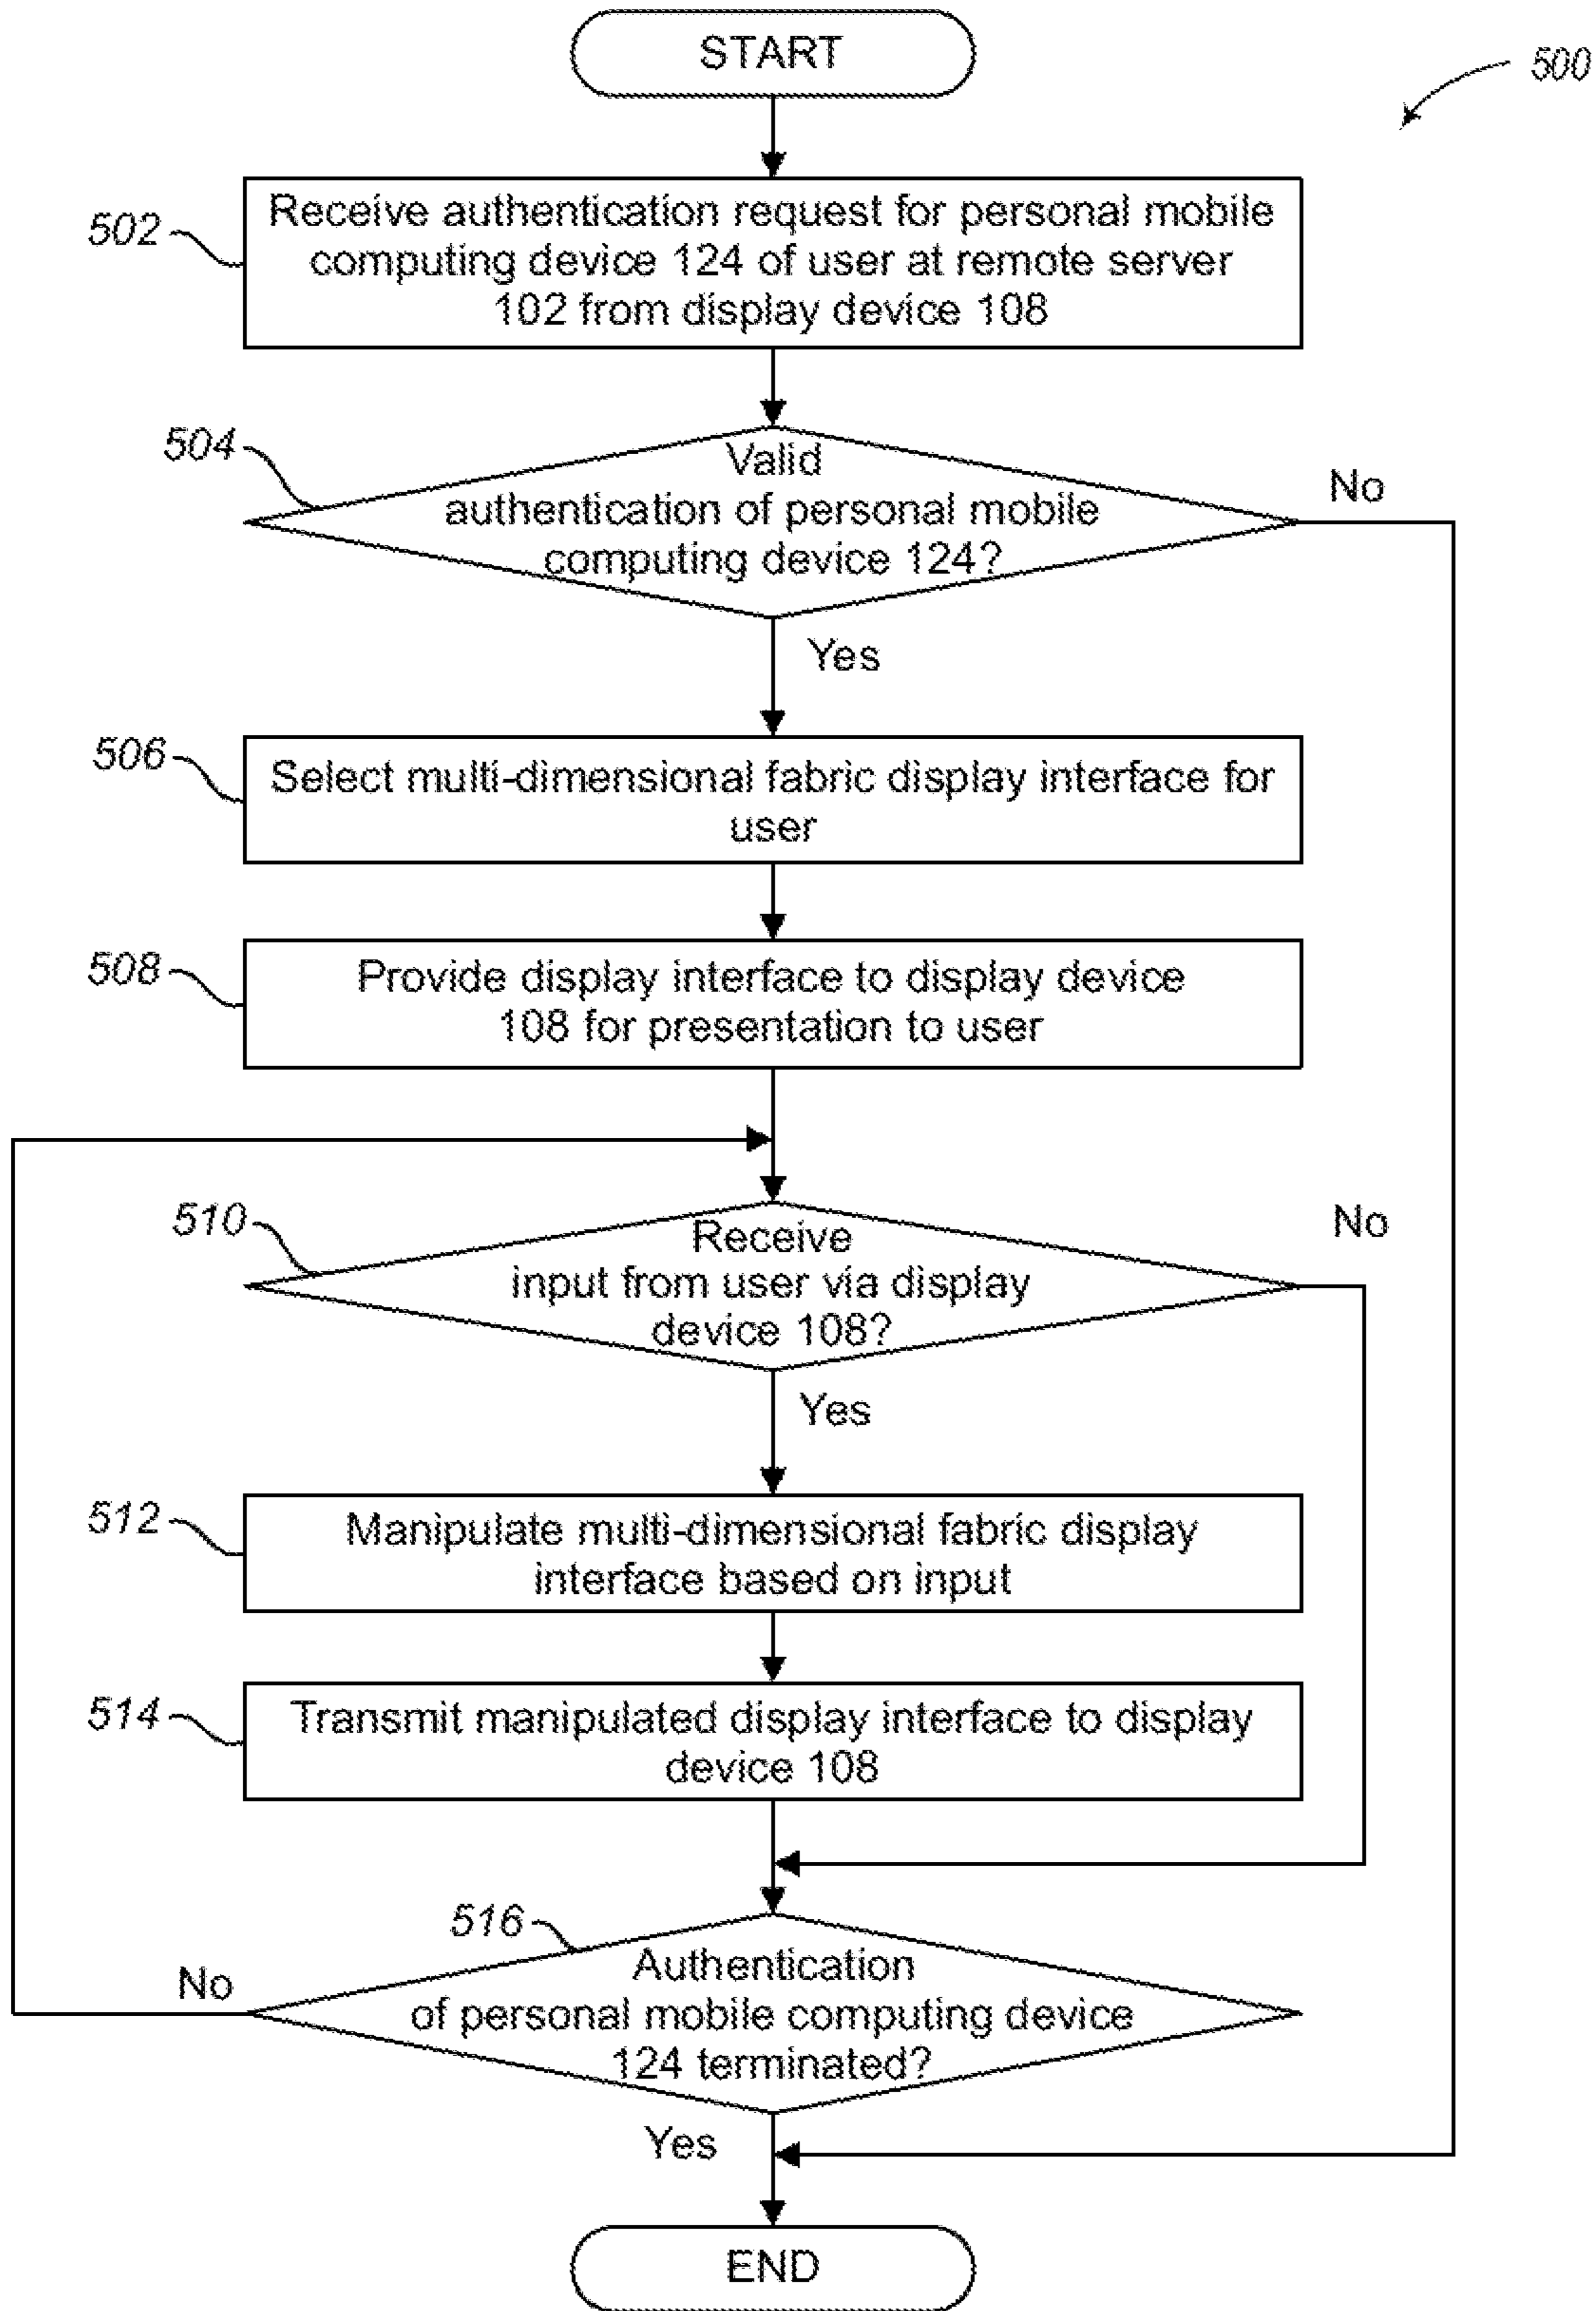 START
500
502
Receive authentication request for personal mobile
computing device 124 of user at remote server
102 from display device 108
504
Valid
authentication of personal mobile
computing device 124?
No
Yes
506
Select multi-dimensional fabric display interface for
user
508
Provide display interface to display device
108 for presentation to user
510
Receive
input from user via display
device 108?
No
Yes
512
Manipulate multi-dimensional fabric display
interface based on input
514
Transmit manipulated display interface to display
device 108
516
Authentication
of personal mobile computing device
124 terminated?
No
Yes
END